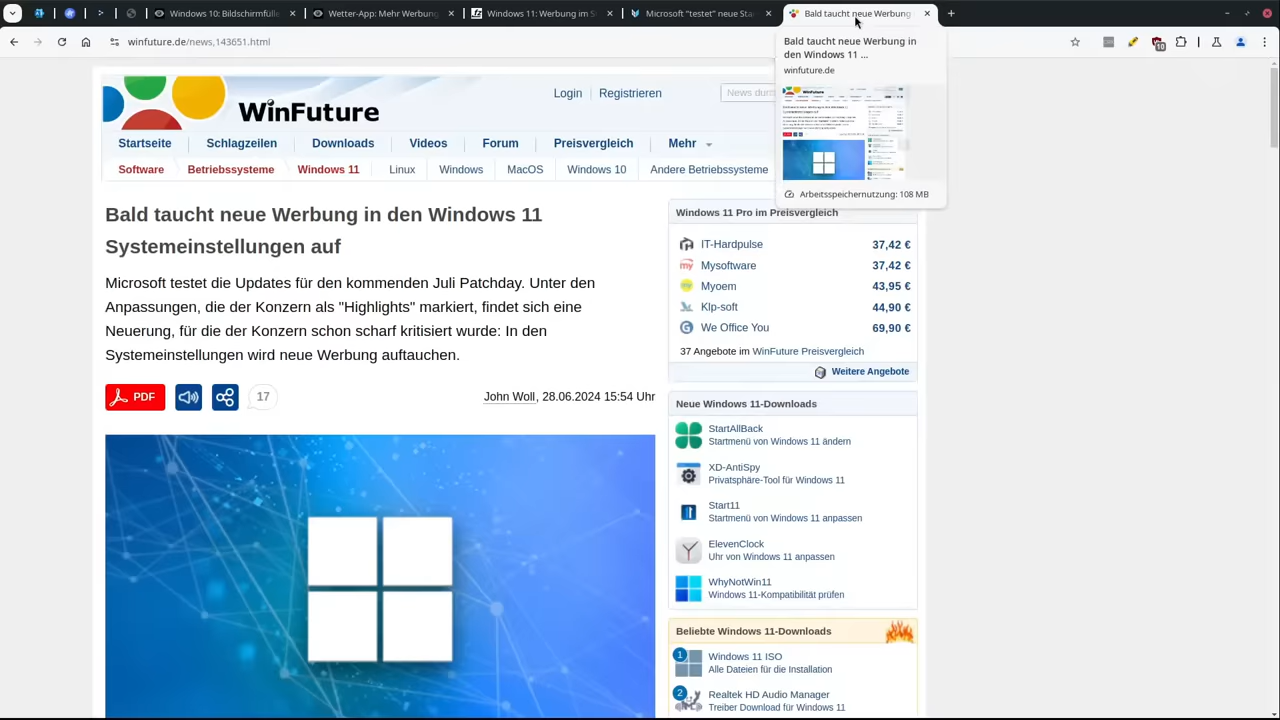 Windows 10: Bildschirmfülle
Wetter-App: Mehr Nutzer
Windows 11: Wer
Microsoft "testet" neue Star
Bald taucht neue Werbung
winfuture.de/news,143651.html
10
Bald taucht neue Werbung in
den Windows 11 ...
winfuture.de
Arbeitsspeichernutzung: 108 MB
WinFuture
Login
Registrieren
News durch
Startseite
Schlagzeilen
Downloads
Videos
Forum
Preisvergleich
Mehr
Software
Betriebssysteme
Windows 11
Linux
Windows
MacOS
Windows
Andere Betriebssysteme
Bald taucht neue Werbung in den Windows 11
Systemeinstellungen auf
Microsoft testet die Updates für den kommenden Juli Patchday. Unter den
Anpassungen, die der Konzern als "Highlights" markiert, findet sich eine
Neuerung, für die der Konzern schon scharf kritisiert wurde: In den
Systemeinstellungen wird neue Werbung auftauchen.
PDF
17
John Woll, 28.06.2024 15:54 Uhr
Windows 11 Pro im Preisvergleich
IT-Hardpulse 37,42 €
Mysoftware 37,42 €
Myoem 43,95 €
Klp-soft 44,90 €
We Office You 69,90 €
37 Angebote im WinFuture Preisvergleich
Weitere Angebote
Neue Windows 11-Downloads
StartAllBack
Startmenü von Windows 11 ändern
XD-AntiSpy
Privatsphäre-Tool für Windows 11
Start11
Startmenü von Windows 11 anpassen
ElevenClock
Uhr von Windows 11 anpassen
WhyNotWin11
Windows 11-Kompatibilität prüfen
Beliebte Windows 11-Downloads
1
Windows 11 ISO
Alle Dateien für die Installation
2
Realtek HD Audio Manager
Treiber Download für Windows 11